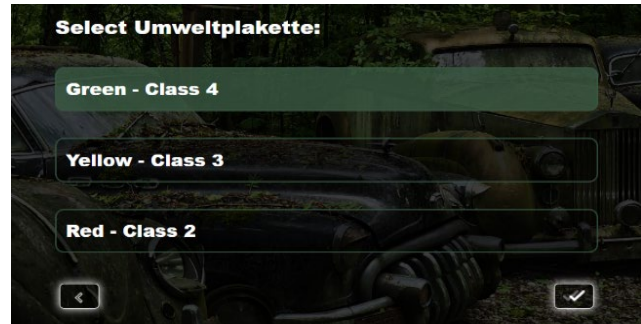 Select Umweltplakette:
Green - Class 4
Yellow - Class 3
Red - Class 2